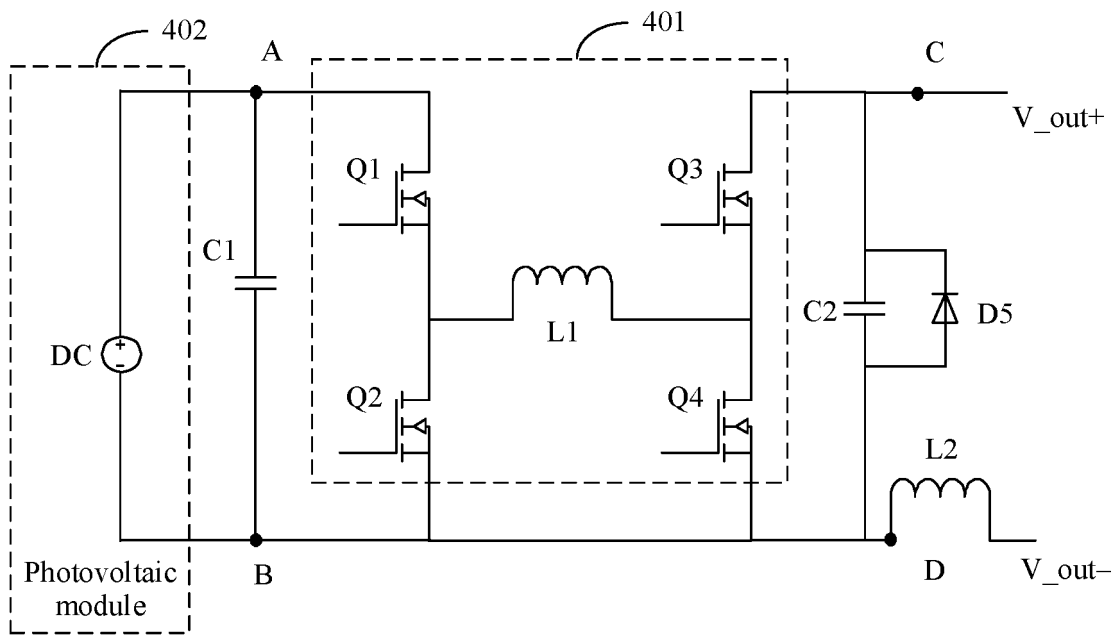 402
401
A
C
V_out+
Q1
Q3
C1
C2
D5
L1
DC
+
-
Q2
Q4
L2
B
D
V_out–
Photovoltaic
module